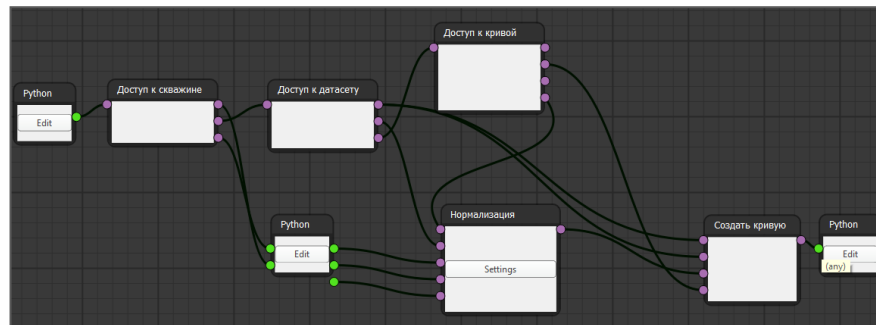 Доступ к кривой
Python
Доступ к скважине
Доступ к датасету
Edit
Python
Нормализация
Создать кривую
Python
Edit
Settings
Edit
(any)